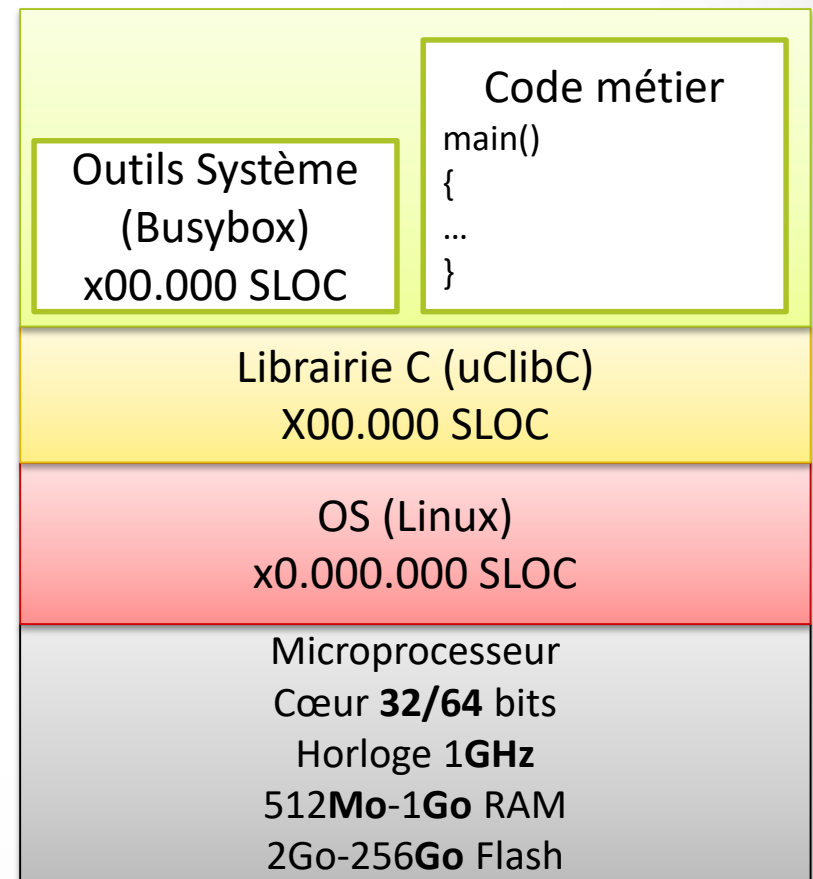 Code métier
main()
{
...
}
Outils Système
(Busybox)
x00.000 SLOC
Librairie C (uClibC)
X00.000 SLOC
OS (Linux)
x0.000.000 SLOC
Microprocesseur
Cœur 32/64 bits
Horloge 1GHz
512Mo-1Go RAM
2Go-256Go Flash